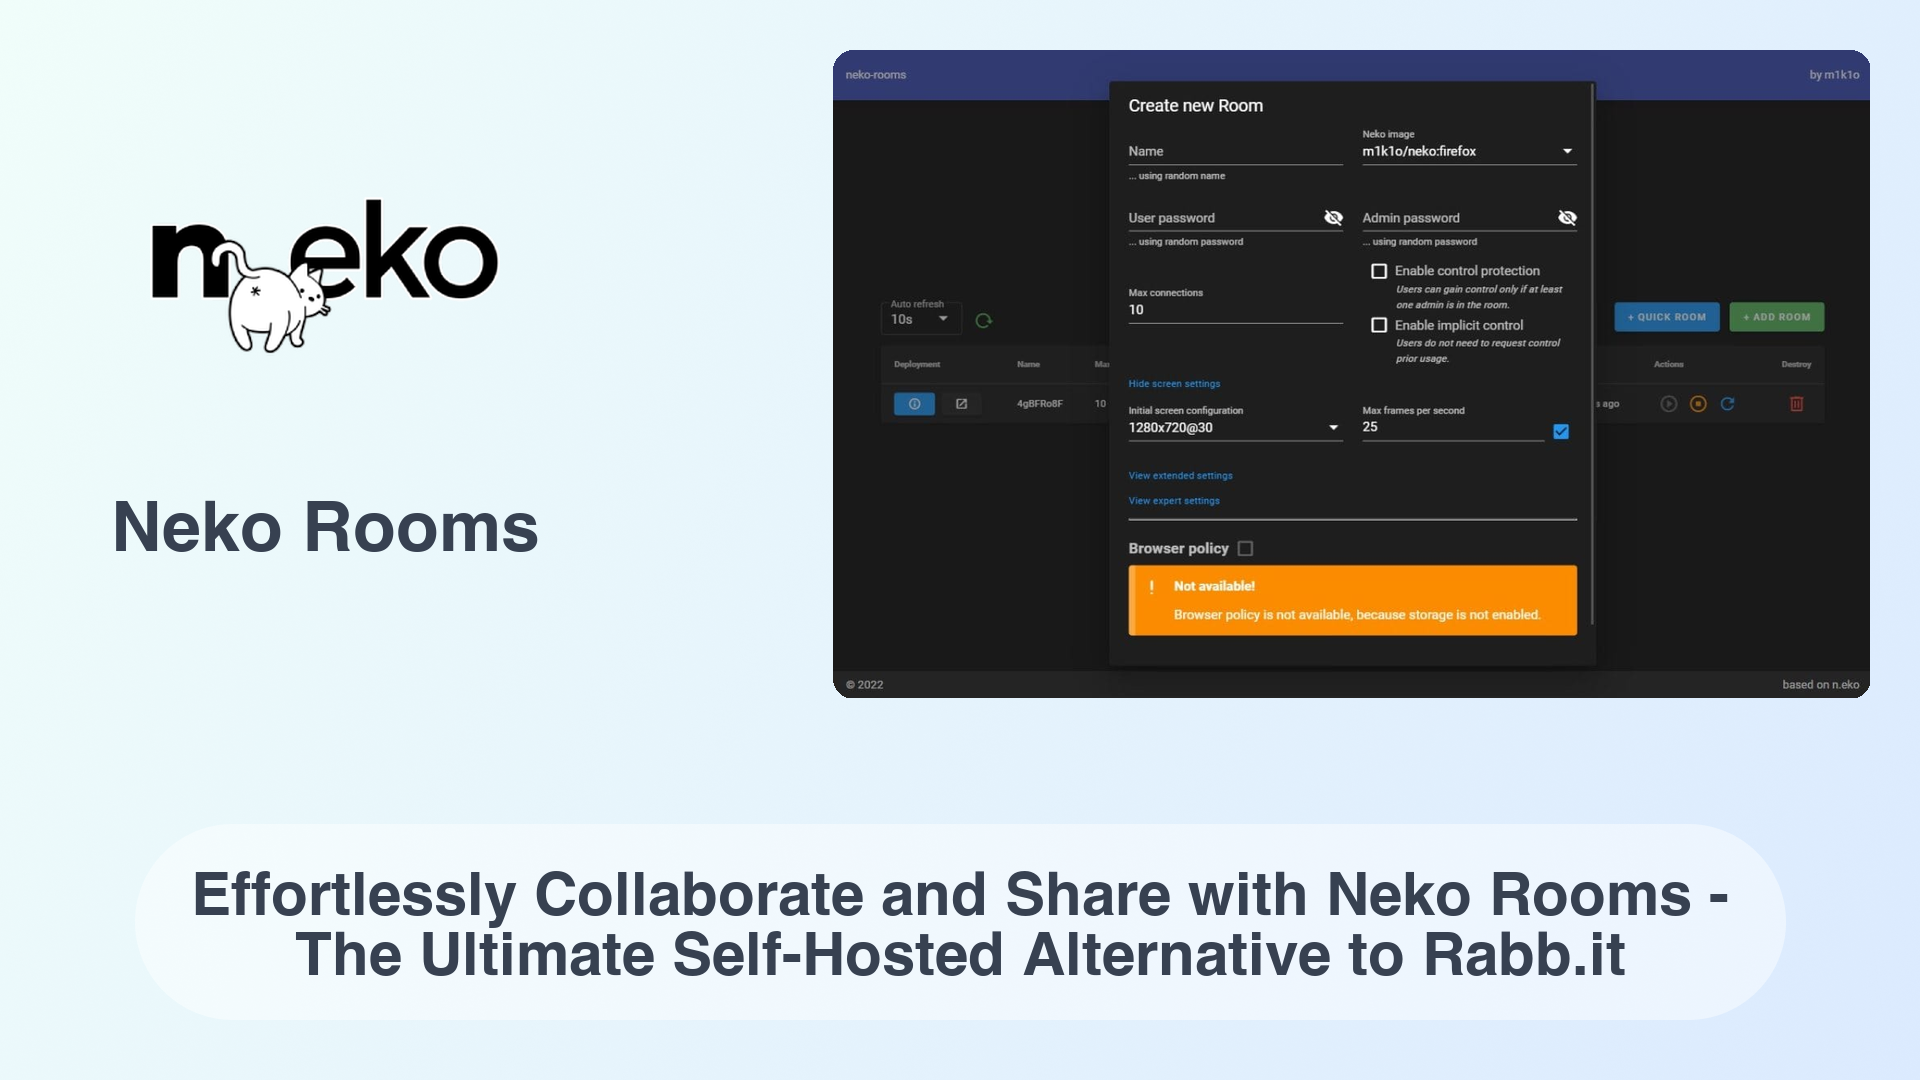 n.eko
Neko Rooms
neko-rooms
by m1k1o
Create new Room
Name
... using random name
Neko image
m1k1o/neko:firefox
User password
... using random password
Admin password
... using random password
Enable control protection
Users can gain control only if at least
one admin is in the room.
Max connections
10
Enable implicit control
Users do not need to request control
prior usage.
Hide screen settings
Initial screen configuration
1280x720@30
Max frames per second
25
View extended settings
View expert settings
Browser policy
! Not available!
Browser policy is not available, because storage is not enabled.
Auto refresh
10s
+ QUICK ROOM
+ ADD ROOM
Deployment Name Actions Destroy
4gBFRo8F 10 ago
© 2022
based on n.eko
Effortlessly Collaborate and Share with Neko Rooms -
The Ultimate Self-Hosted Alternative to Rabb.it